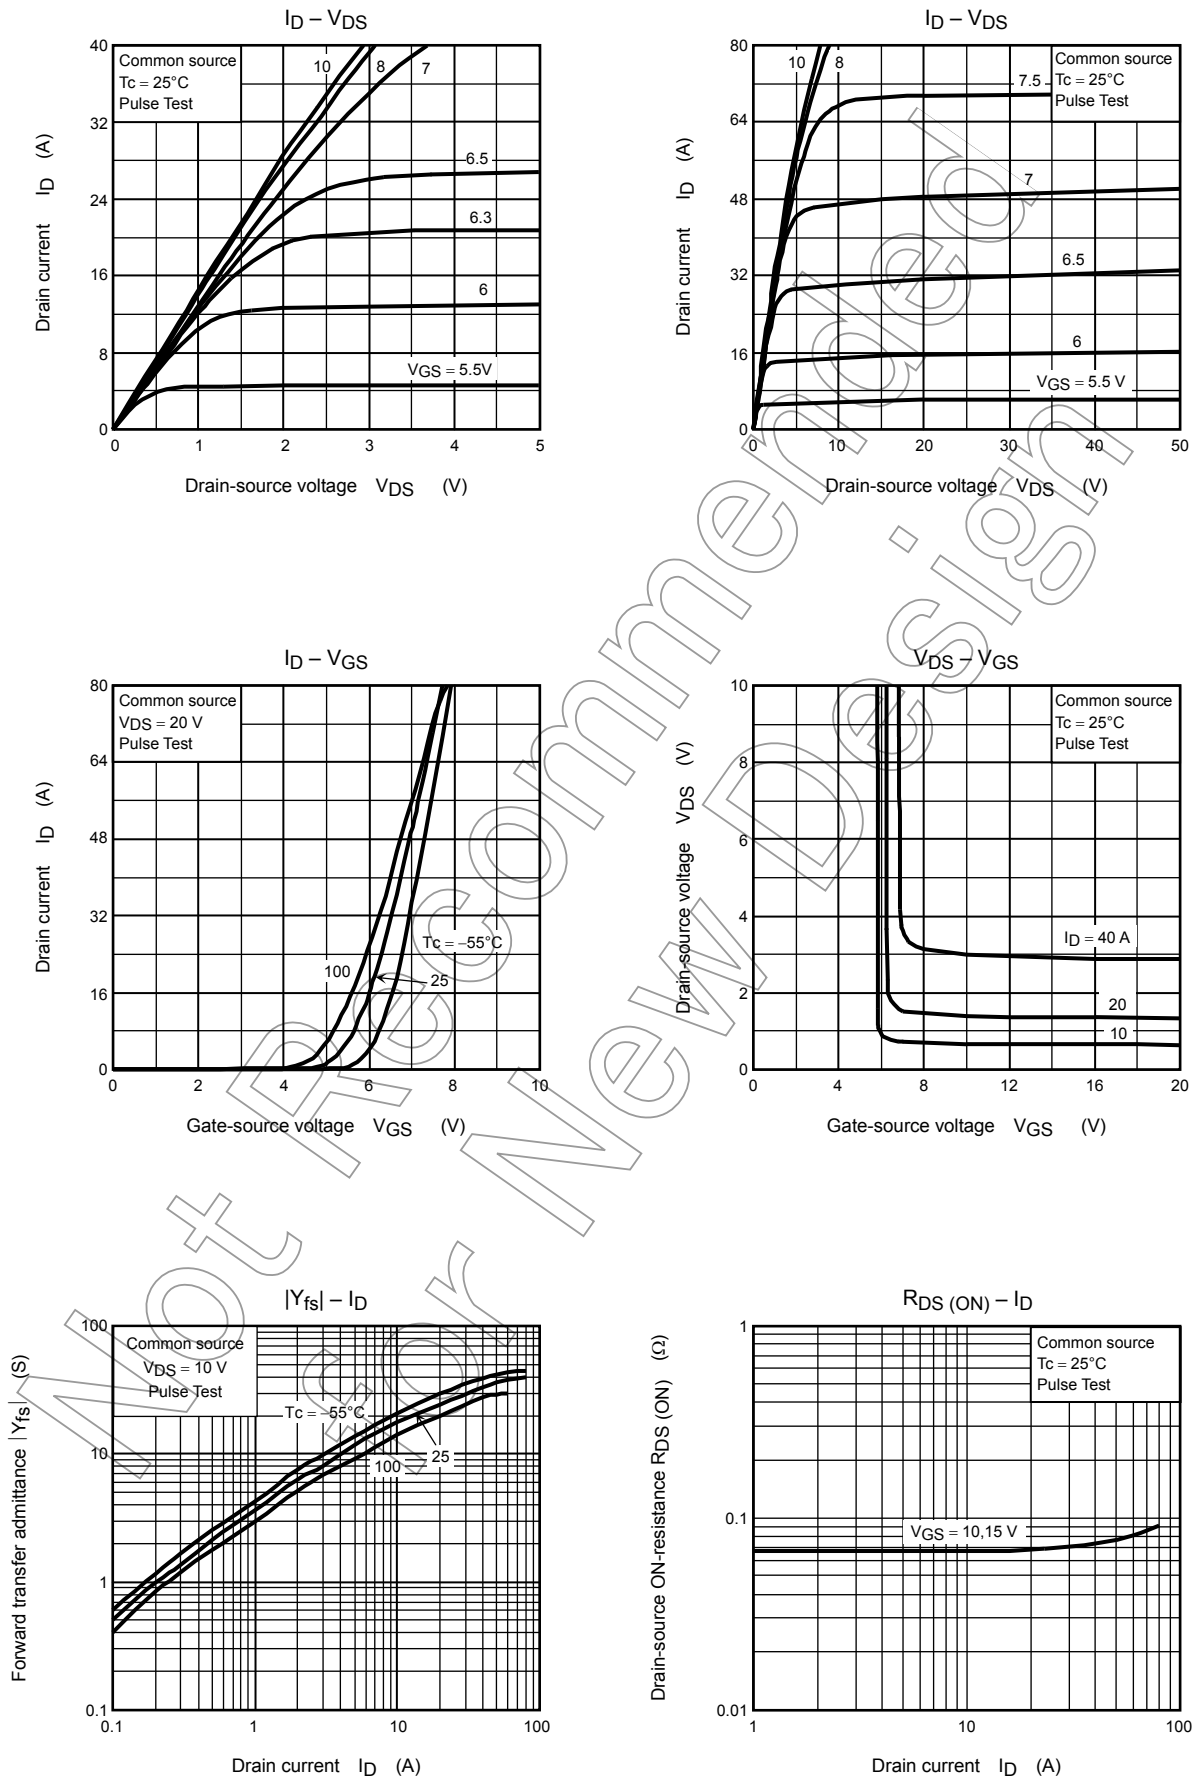 ID – VDS
Common source
Tc = 25°C
Pulse Test
10
8
7
6.5
6.3
6
VGS = 5.5V
40
32
24
16
8
0
0 1 2 3 4 5
Drain current ID (A)
Drain-source voltage VDS (V)
ID – VDS
Common source
Tc = 25°C
Pulse Test
10
8
7.5
7
6.5
6
VGS = 5.5 V
80
64
48
32
16
0
0 10 20 30 40 50
Drain current ID (A)
Drain-source voltage VDS (V)
ID – VGS
Common source
VDS = 20 V
Pulse Test
Tc = –55°C
100
25
80
64
48
32
16
0
0 2 4 6 8 10
Drain current ID (A)
Gate-source voltage VGS (V)
VDS – VGS
Common source
Tc = 25°C
Pulse Test
ID = 40 A
20
10
10
8
6
4
2
0
0 4 8 12 16 20
Drain-source voltage VDS (V)
Gate-source voltage VGS (V)
|Yfs| – ID
Common source
VDS = 10 V
Pulse Test
Tc = –55°C
25
100
100
10
1
0.1
0.1 1 10 100
Forward transfer admittance |Yfs| (S)
Drain current ID (A)
RDS (ON) – ID
Common source
Tc = 25°C
Pulse Test
VGS = 10,15 V
1
0.1
0.01
1 10 100
Drain-source ON-resistance RDS (ON) (Ω)
Drain current ID (A)
Not Recommended
for New Design